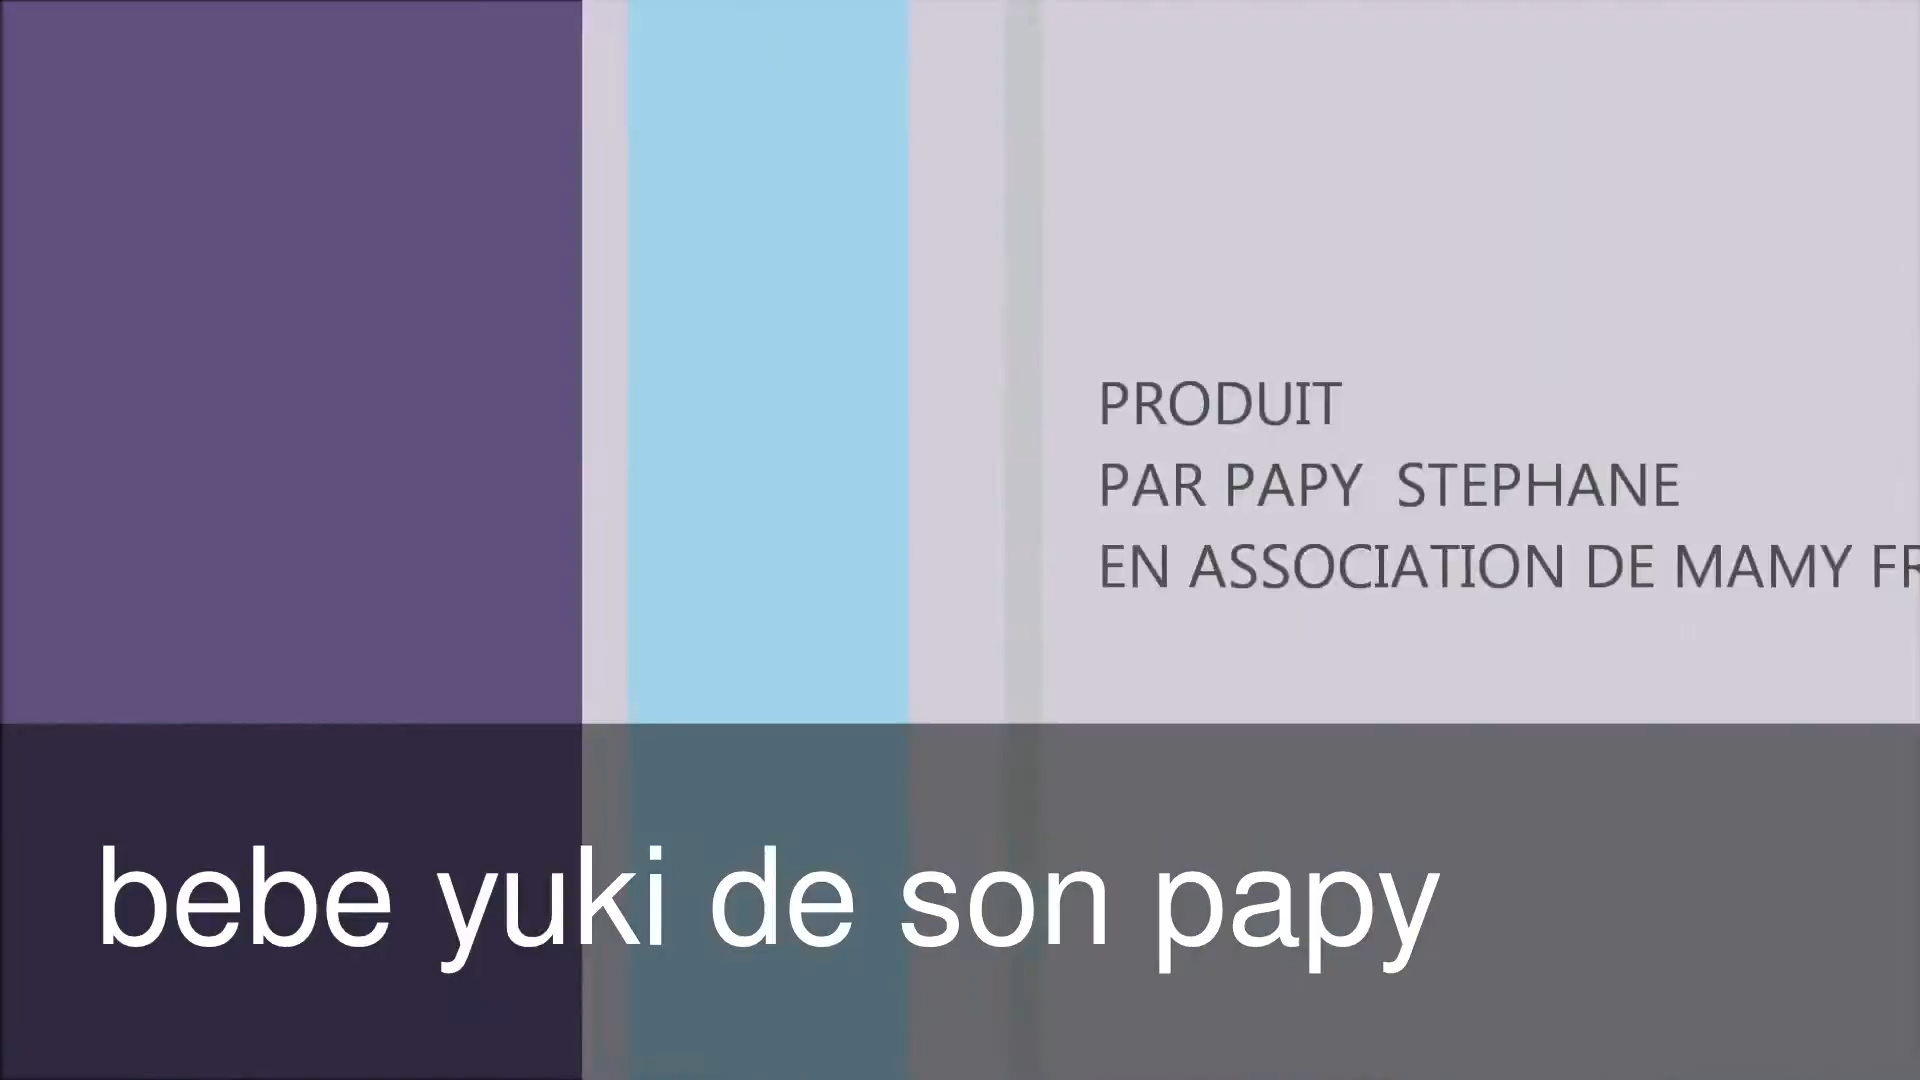 PRODUIT
PAR PAPY STEPHANE
EN ASSOCIATION DE MAMY
bebe yuki de son papy